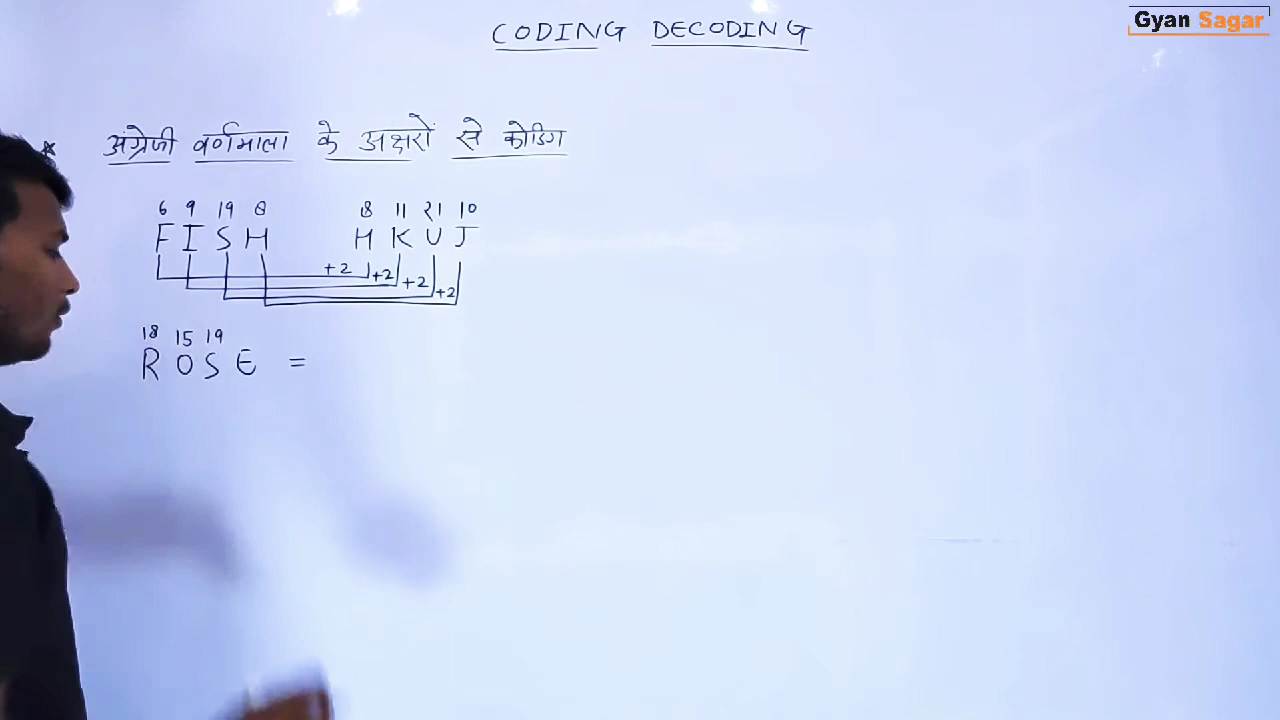 CODING DECODING
Gyan Sagar
* अंग्रेजी वर्णमाला के अक्षरों से कोडिंग
6 9 19 8 8 11 21 10
F I S H H K U J
+2 +2 +2 +2
18 15 19
R O S E =